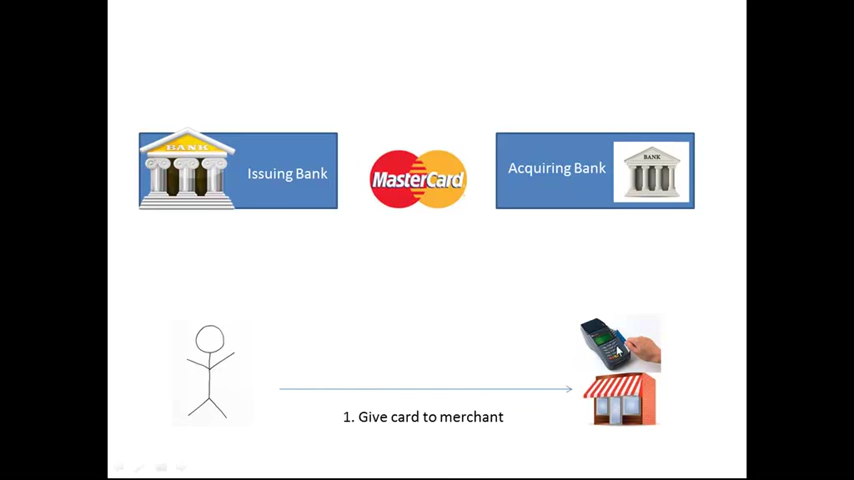 BANK
Issuing Bank
MasterCard
Acquiring Bank
BANK
1. Give card to merchant